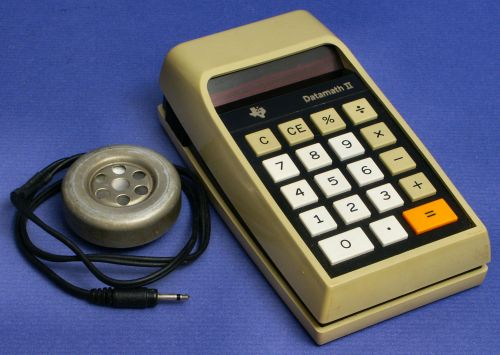 Datamath II
C CE % ÷
7 8 9 ×
4 5 6 −
1 2 3 +
0 . =